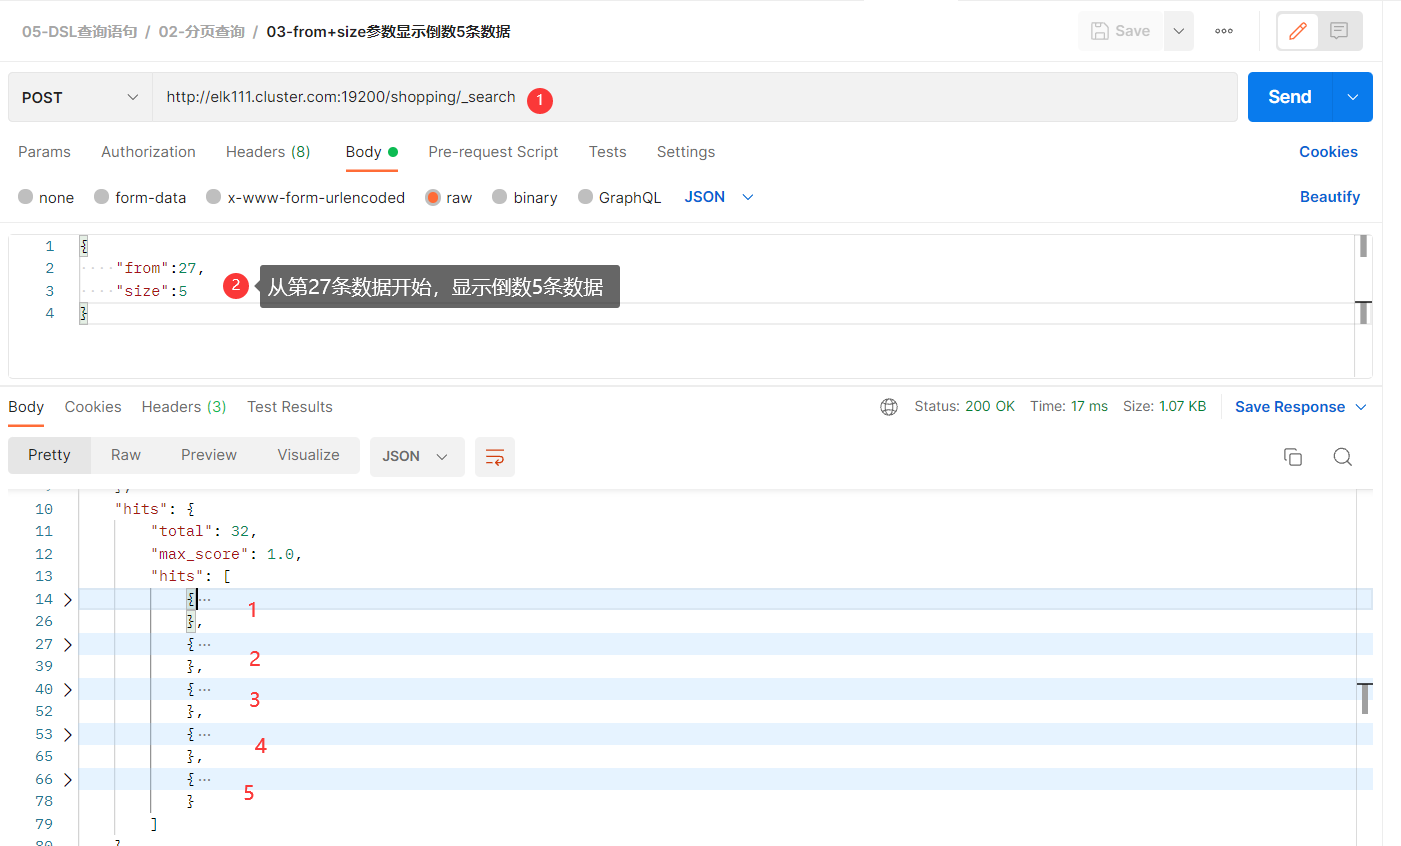 05-DSL查询语句 / 02-分页查询 / 03-from+size参数显示倒数5条数据
Save
POST
http://elk111.cluster.com:19200/shopping/_search
1
Send
Params Authorization Headers (8) Body Pre-request Script Tests Settings Cookies
none form-data x-www-form-urlencoded raw binary GraphQL JSON Beautify
1 {
2 "from":27,
3 "size":5
4 }
2 从第27条数据开始，显示倒数5条数据
Body Cookies Headers (3) Test Results Status: 200 OK Time: 17 ms Size: 1.07 KB Save Response
Pretty Raw Preview Visualize JSON
10 "hits": {
11 "total": 32,
12 "max_score": 1.0,
13 "hits": [
14 {… 1
26 },
27 {… 2
39 },
40 {… 3
52 },
53 {… 4
65 },
66 {… 5
78 }
79 ]